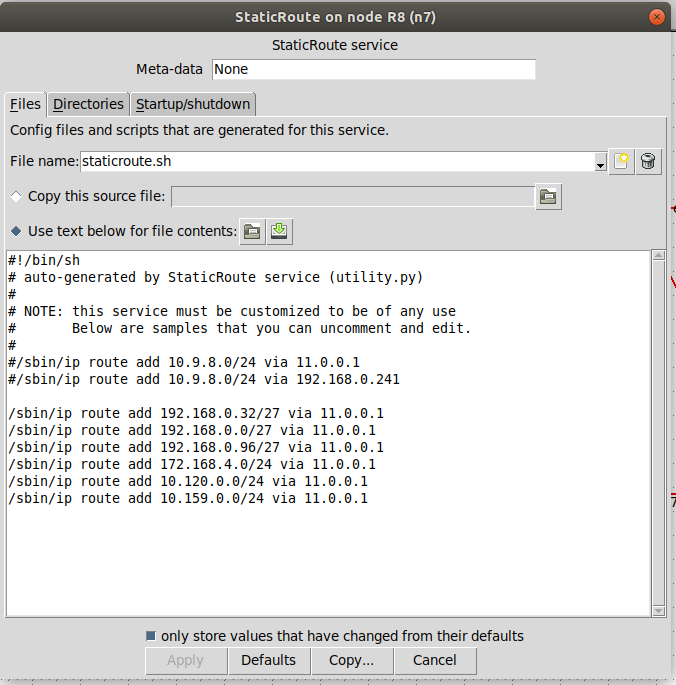 StaticRoute on node R8 (n7)
StaticRoute service
Meta-data None
Files Directories Startup/shutdown
Config files and scripts that are generated for this service.
File name: staticroute.sh
Copy this source file:
Use text below for file contents:
#!/bin/sh
# auto-generated by StaticRoute service (utility.py)
#
# NOTE: this service must be customized to be of any use
#       Below are samples that you can uncomment and edit.
#
#/sbin/ip route add 10.9.8.0/24 via 11.0.0.1
#/sbin/ip route add 10.9.8.0/24 via 192.168.0.241
/sbin/ip route add 192.168.0.32/27 via 11.0.0.1
/sbin/ip route add 192.168.0.0/27 via 11.0.0.1
/sbin/ip route add 192.168.0.96/27 via 11.0.0.1
/sbin/ip route add 172.168.4.0/24 via 11.0.0.1
/sbin/ip route add 10.120.0.0/24 via 11.0.0.1
/sbin/ip route add 10.159.0.0/24 via 11.0.0.1
only store values that have changed from their defaults
Apply Defaults Copy... Cancel